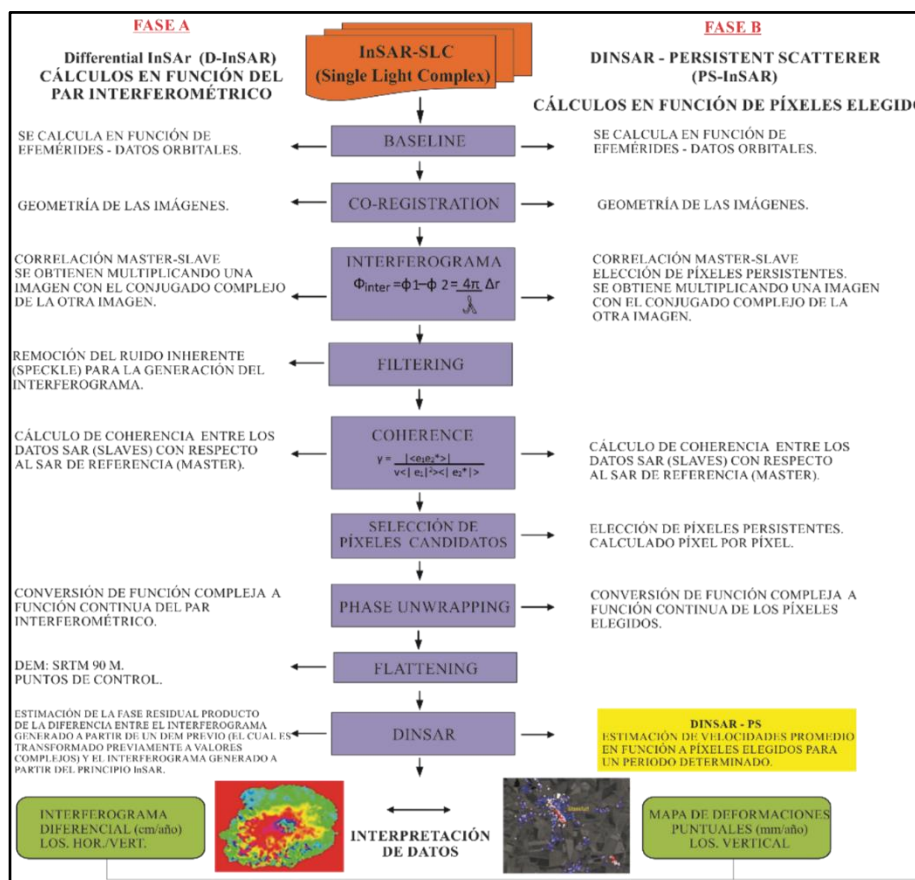 FASE A
Differential InSAr (D-InSAR)
CÁLCULOS EN FUNCIÓN DEL
PAR INTERFEROMÉTRICO
InSAR-SLC
(Single Light Complex)
FASE B
DINSAR - PERSISTENT SCATTERER
(PS-InSAR)
CÁLCULOS EN FUNCIÓN DE PÍXELES ELEGIDO
SE CALCULA EN FUNCIÓN DE
EFEMÉRIDES - DATOS ORBITALES.
BASELINE
SE CALCULA EN FUNCIÓN DE
EFEMÉRIDES - DATOS ORBITALES.
GEOMETRÍA DE LAS IMÁGENES.
CO-REGISTRATION
GEOMETRÍA DE LAS IMÁGENES.
CORRELACIÓN MASTER-SLAVE
SE OBTIENEN MULTIPLICANDO UNA
IMAGEN CON EL CONJUGADO COMPLEJO
DE LA OTRA IMAGEN.
INTERFEROGRAMA
Φinter =ϕ1−ϕ 2= 4π/λ Δr
CORRELACIÓN MASTER-SLAVE
ELECCIÓN DE PÍXELES PERSISTENTES.
SE OBTIENE MULTIPLICANDO UNA IMAGEN
CON EL CONJUGADO COMPLEJO DE LA
OTRA IMAGEN.
REMOCIÓN DEL RUIDO INHERENTE
(SPECKLE) PARA LA GENERACIÓN DEL
INTERFEROGRAMA.
FILTERING
CÁLCULO DE COHERENCIA ENTRE LOS
DATOS SAR (SLAVES) CON RESPECTO
AL SAR DE REFERENCIA (MASTER).
COHERENCE
γ = |<e₁e₂*>|
v<| e₁|²><| e₂*|>
CÁLCULO DE COHERENCIA ENTRE LOS
DATOS SAR (SLAVES) CON RESPECTO
AL SAR DE REFERENCIA (MASTER).
SELECCIÓN DE
PÍXELES CANDIDATOS
ELECCIÓN DE PÍXELES PERSISTENTES.
CALCULADO PÍXEL POR PÍXEL.
CONVERSIÓN DE FUNCIÓN COMPLEJA A
FUNCIÓN CONTINUA DEL PAR
INTERFEROMÉTRICO.
PHASE UNWRAPPING
CONVERSIÓN DE FUNCIÓN COMPLEJA A
FUNCIÓN CONTINUA DE LOS PÍXELES
ELEGIDOS.
DEM: SRTM 90 M.
PUNTOS DE CONTROL.
FLATTENING
ESTIMACIÓN DE LA FASE RESIDUAL PRODUCTO
DE LA DIFERENCIA ENTRE EL INTERFEROGRAMA
GENERADO A PARTIR DE UN DEM PREVIO (EL CUAL ES
TRANSFORMADO PREVIAMENTE A VALORES
COMPLEJOS) Y EL INTERFEROGRAMA GENERADO A
PARTIR DEL PRINCIPIO InSAR.
DINSAR
DINSAR - PS
ESTIMACIÓN DE VELOCIDADES PROMEDIO
EN FUNCIÓN A PÍXELES ELEGIDOS PARA
UN PERIODO DETERMINADO.
INTERFEROGRAMA
DIFERENCIAL (cm/año)
LOS. HOR./VERT.
INTERPRETACIÓN
DE DATOS
MAPA DE DEFORMACIONES
PUNTUALES (mm/año)
LOS. VERTICAL